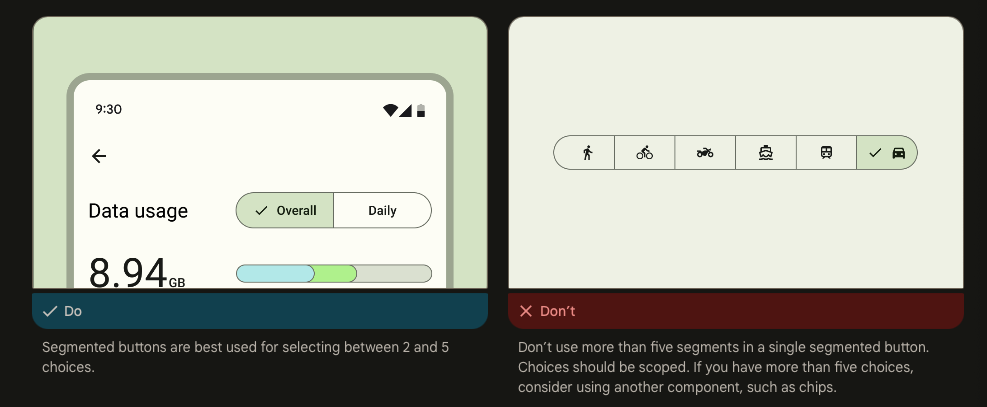 9:30
Data usage
Overall
Daily
8.94GB
Do
Segmented buttons are best used for selecting between 2 and 5
choices.
Don’t
Don’t use more than five segments in a single segmented button.
Choices should be scoped. If you have more than five choices,
consider using another component, such as chips.